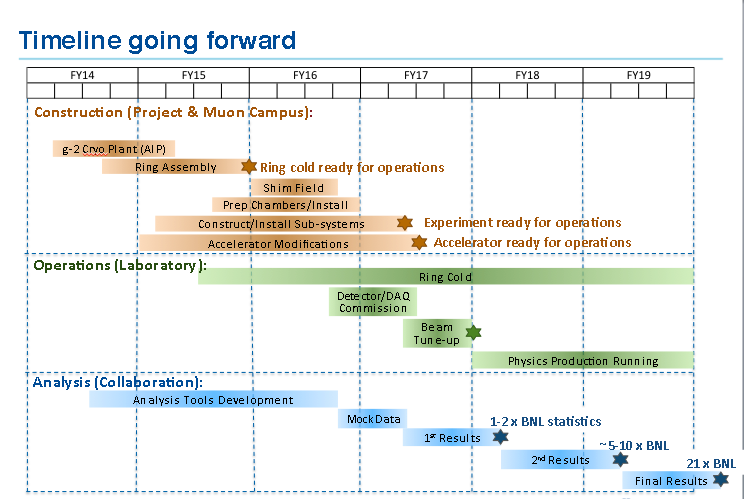 Timeline going forward
FY14 FY15 FY16 FY17 FY18 FY19
Construction (Project & Muon Campus):
g-2 Cryo Plant (AIP)
Ring Assembly
Ring cold ready for operations
Shim Field
Prep Chambers/Install
Construct/Install Sub-systems
Experiment ready for operations
Accelerator Modifications
Accelerator ready for operations
Operations (Laboratory):
Ring Cold
Detector/DAQ
Commission
Beam
Tune-up
Physics Production Running
Analysis (Collaboration):
Analysis Tools Development
Mock Data
1-2 x BNL statistics
1st Results
~5-10 x BNL
2nd Results
21 x BNL
Final Results